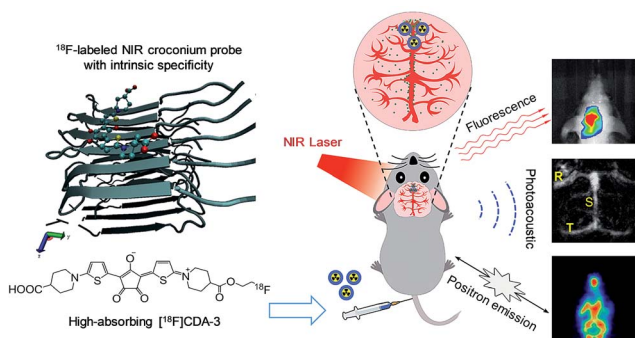 ¹⁸F-labeled NIR croconium probe
with intrinsic specificity
NIR Laser
Fluorescence
Photoacoustic
Positron emission
R
S
T
z
y
O⁻
HOOC
N
S
S
N⁺
O
O
O
O
¹⁸F
High-absorbing [¹⁸F]CDA-3